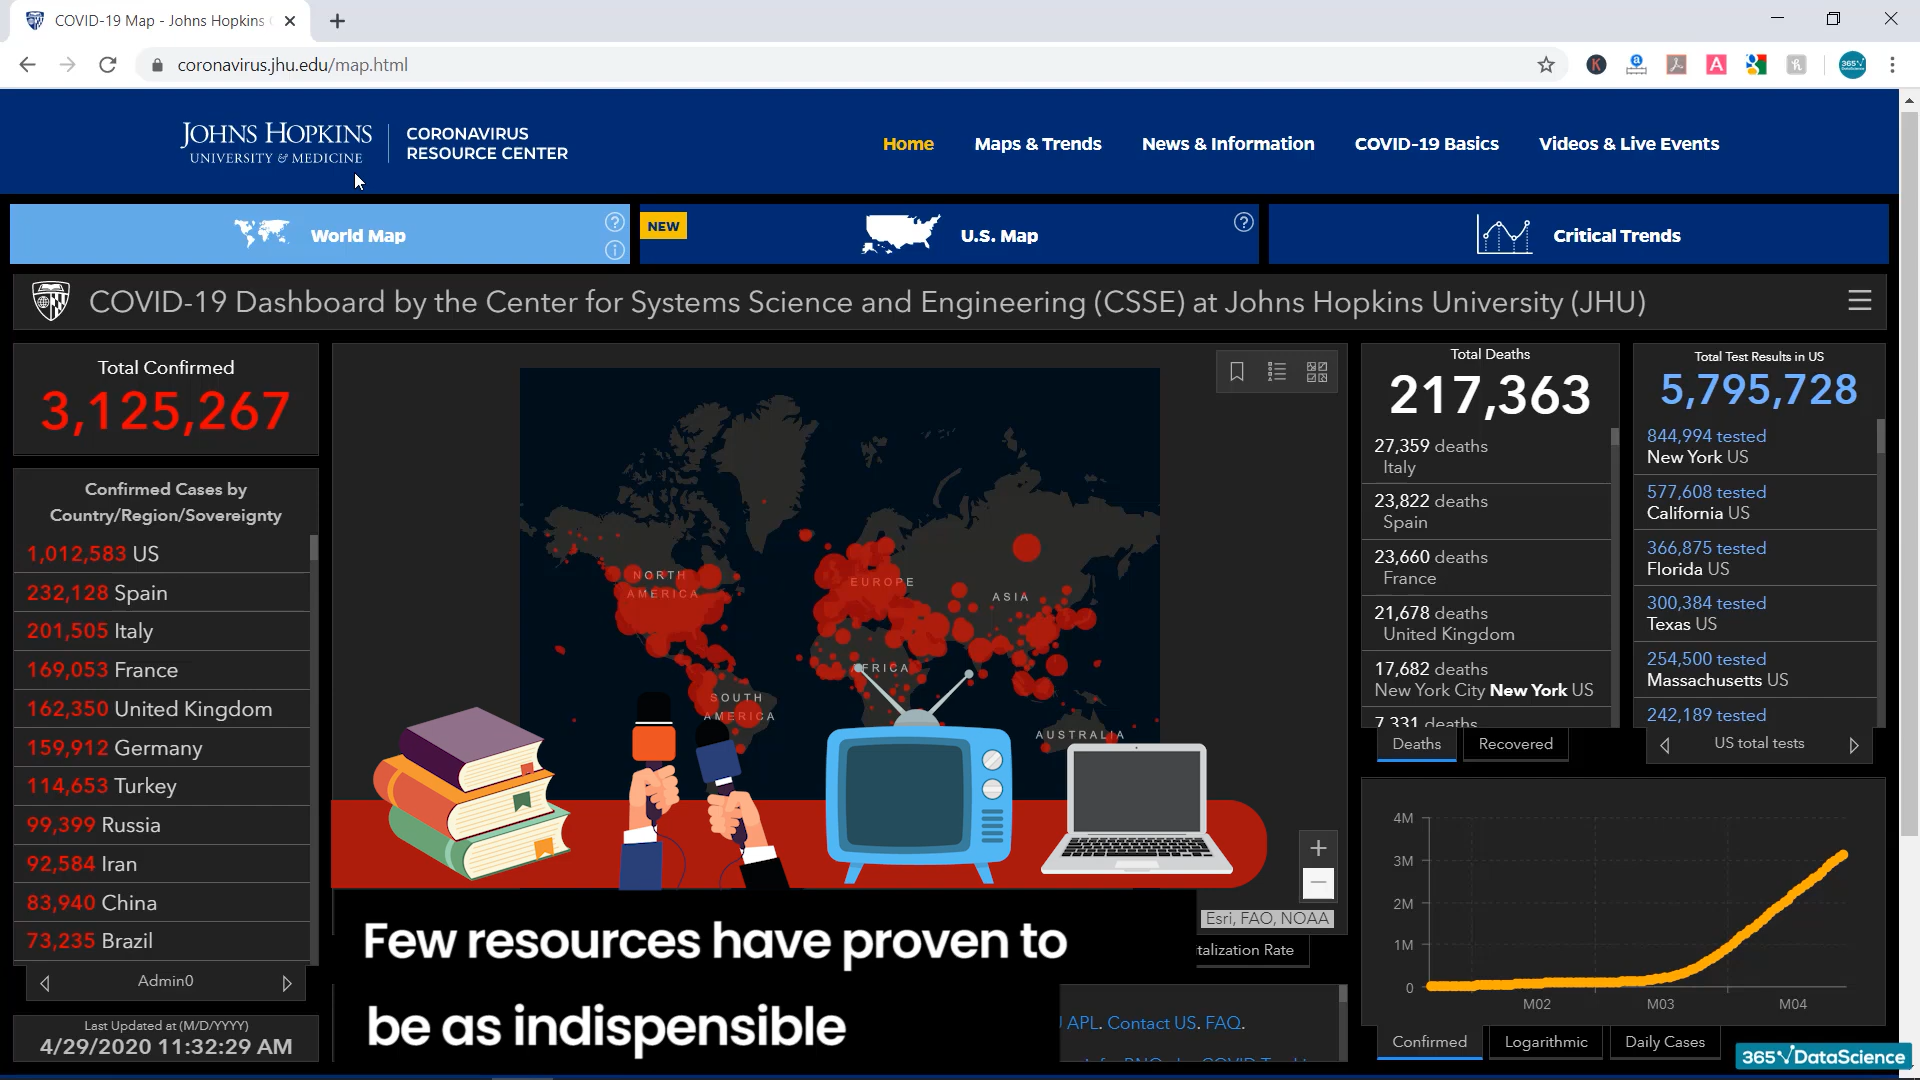 COVID-19 Map - Johns Hopkins
coronavirus.jhu.edu/map.html
JOHNS HOPKINS
UNIVERSITY & MEDICINE
CORONAVIRUS
RESOURCE CENTER
Home
Maps & Trends
News & Information
COVID-19 Basics
Videos & Live Events
World Map
NEW
U.S. Map
Critical Trends
COVID-19 Dashboard by the Center for Systems Science and Engineering (CSSE) at Johns Hopkins University (JHU)
Total Confirmed
3,125,267
Confirmed Cases by
Country/Region/Sovereignty
1,012,583 US
232,128 Spain
201,505 Italy
169,053 France
162,350 United Kingdom
159,912 Germany
114,653 Turkey
99,399 Russia
92,584 Iran
83,940 China
73,235 Brazil
Admin0
Last Updated at (M/D/YYYY)
4/29/2020 11:32:29 AM
NORTH
AMERICA
EUROPE
ASIA
AFRICA
SOUTH
AMERICA
AUSTRALIA
Esri, FAO, NOAA
talization Rate
Few resources have proven to
be as indispensible
APL. Contact US. FAQ.
Total Deaths
217,363
27,359 deaths
Italy
23,822 deaths
Spain
23,660 deaths
France
21,678 deaths
United Kingdom
17,682 deaths
New York City New York US
7,331 deaths
Deaths
Recovered
Total Test Results in US
5,795,728
844,994 tested
New York US
577,608 tested
California US
366,875 tested
Florida US
300,384 tested
Texas US
254,500 tested
Massachusetts US
242,189 tested
US total tests
4M
3M
2M
1M
0
M02
M03
M04
Confirmed
Logarithmic
Daily Cases
365 DataScience